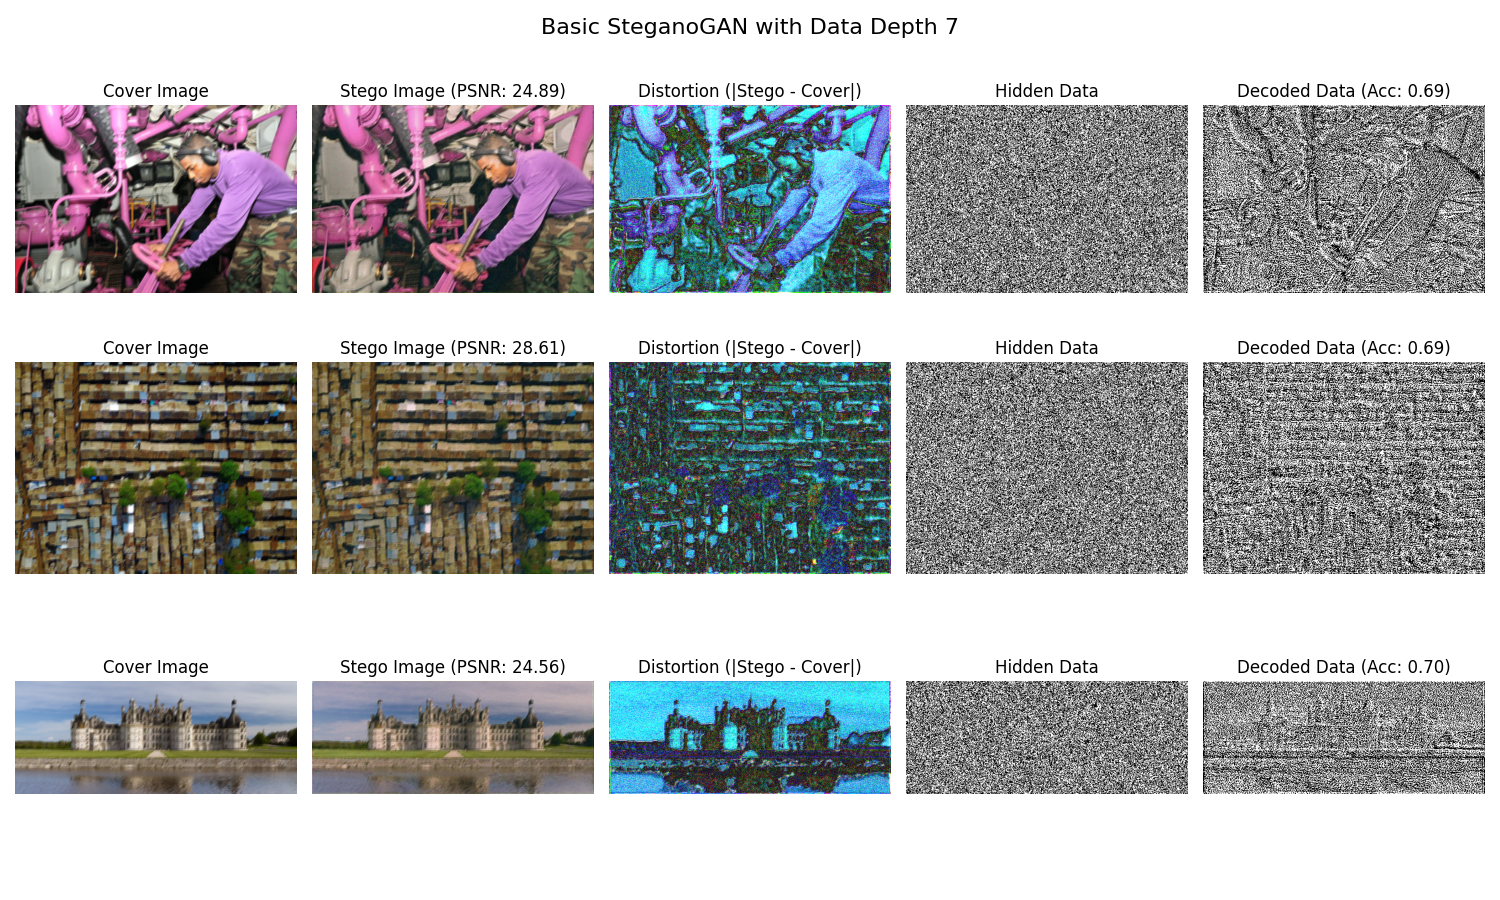 Basic SteganoGAN with Data Depth 7
Cover Image
Stego Image (PSNR: 24.89)
Distortion (|Stego - Cover|)
Hidden Data
Decoded Data (Acc: 0.69)
Cover Image
Stego Image (PSNR: 28.61)
Distortion (|Stego - Cover|)
Hidden Data
Decoded Data (Acc: 0.69)
Cover Image
Stego Image (PSNR: 24.56)
Distortion (|Stego - Cover|)
Hidden Data
Decoded Data (Acc: 0.70)